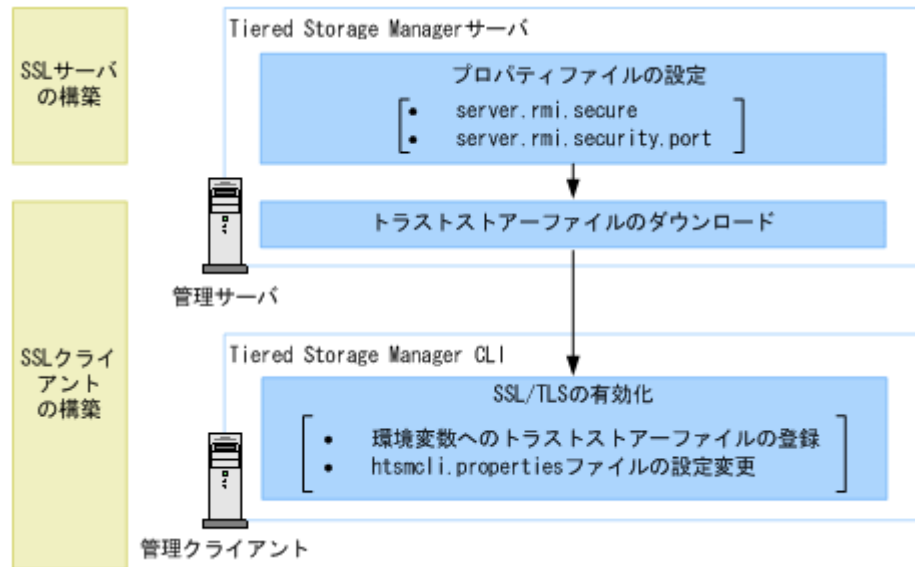 SSLサーバ
の構築
Tiered Storage Managerサーバ
プロパティファイルの設定
• server.rmi.secure
• server.rmi.security.port
トラストストアーファイルのダウンロード
管理サーバ
SSLクライ
アント
の構築
Tiered Storage Manager CLI
SSL/TLSの有効化
• 環境変数へのトラストストアーファイルの登録
• htsmcli.propertiesファイルの設定変更
管理クライアント